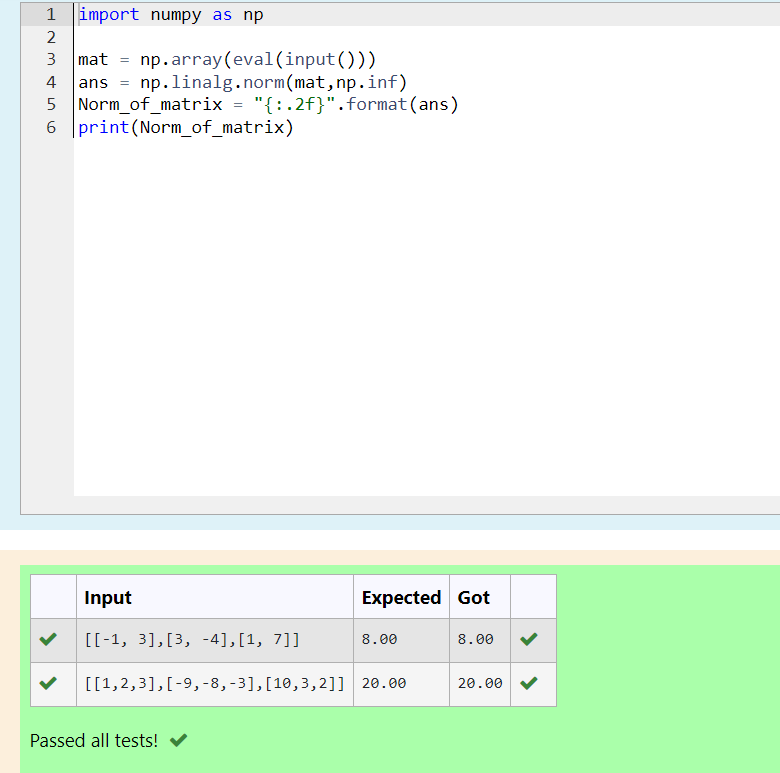 1 import numpy as np
2
3 mat = np.array(eval(input()))
4 ans = np.linalg.norm(mat,np.inf)
5 Norm_of_matrix = "{:.2f}".format(ans)
6 print(Norm_of_matrix)
Input Expected Got
[[-1, 3],[3, -4],[1, 7]] 8.00 8.00
[[1,2,3],[-9,-8,-3],[10,3,2]] 20.00 20.00
Passed all tests!